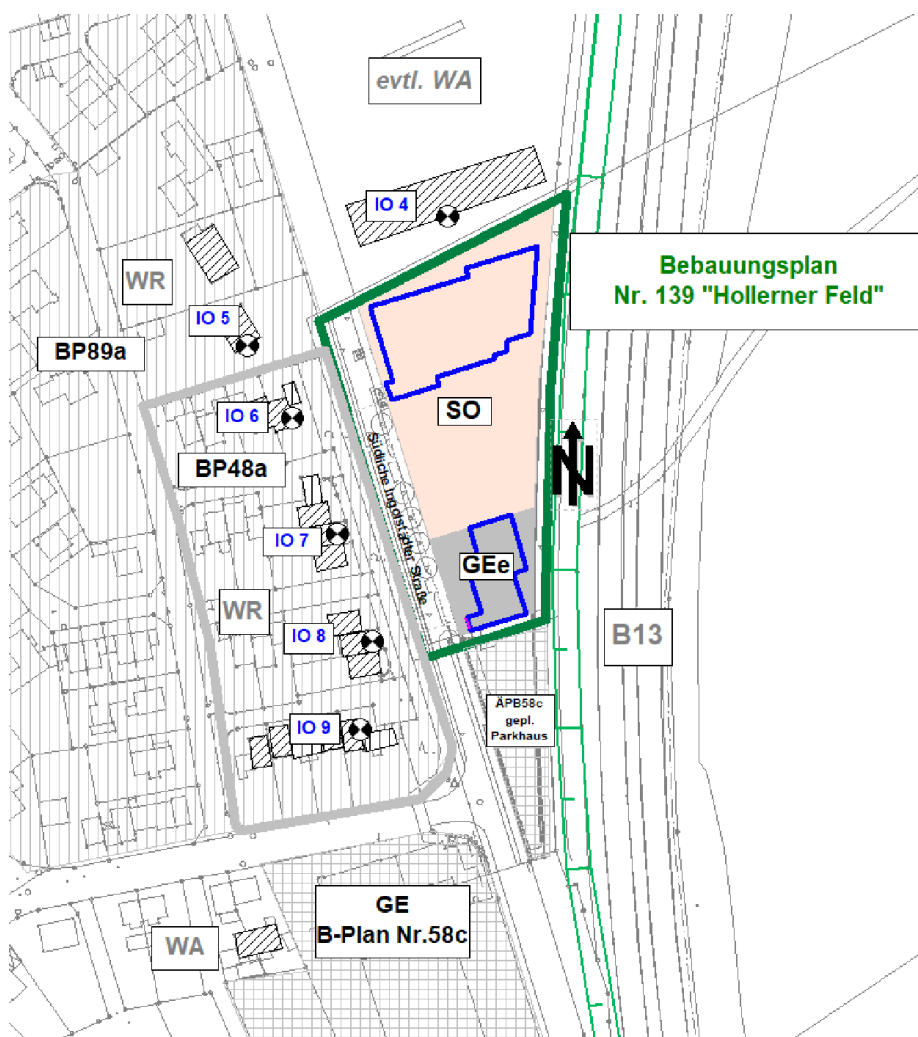 evtl. WA
IO 4
Bebauungsplan
Nr. 139 "Hollerner Feld"
WR
IO 5
BP89a
IO 6
SO
BP48a
Südliche Ingolstädter Straße
N
IO 7
GEe
WR
IO 8
B13
ÄPB58c
gepl.
Parkhaus
IO 9
GE
B-Plan Nr.58c
WA